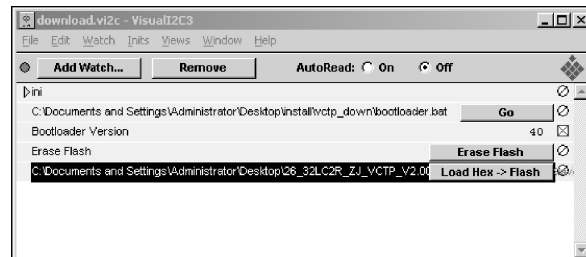 download.vi2c - VisualI2C3
File Edit Watch Inits Views Window Help
Add Watch... Remove AutoRead: On Off
ini
C:\Documents and Settings\Administrator\Desktop\install\vctp_down\bootloader.bat Go
Bootloader Version 40
Erase Flash Erase Flash
C:\Documents and Settings\Administrator\Desktop\26_32LC2R_ZJ_VCTP_V2.00 Load Hex -> Flash